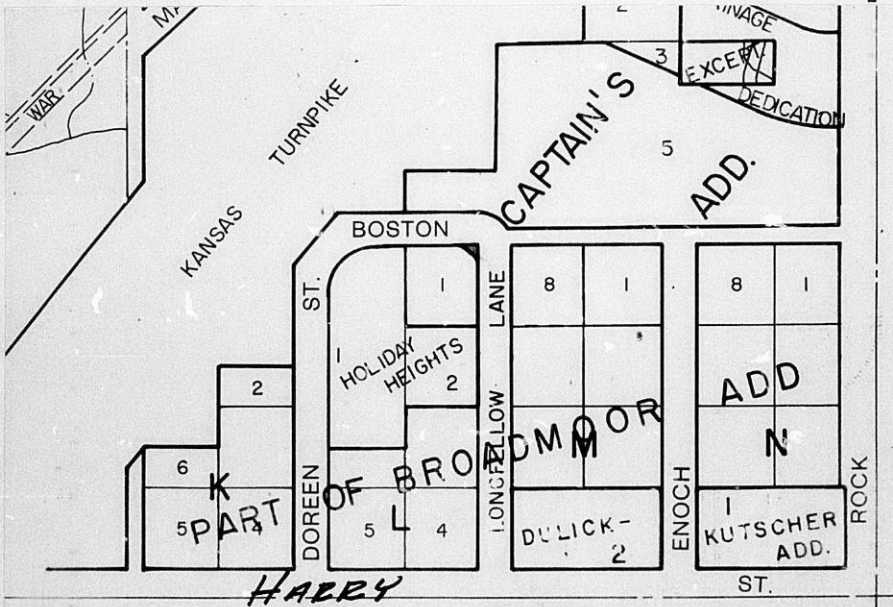 2
3
EXCEPT.
DEDICATION
WAR
TURNPIKE
KANSAS
CAPTAIN'S
ADD.
5
BOSTON
ST.
DOREEN
1
HOLIDAY
HEIGHTS
1
2
LANE
LONGFELLOW
8
1
8
1
2
6
K
5
4
PART OF BROADMOOR ADD
L
5
4
M
N
DULICK-
2
ENOCH
1
KUTSCHER
ADD.
ROCK
HARRY
ST.